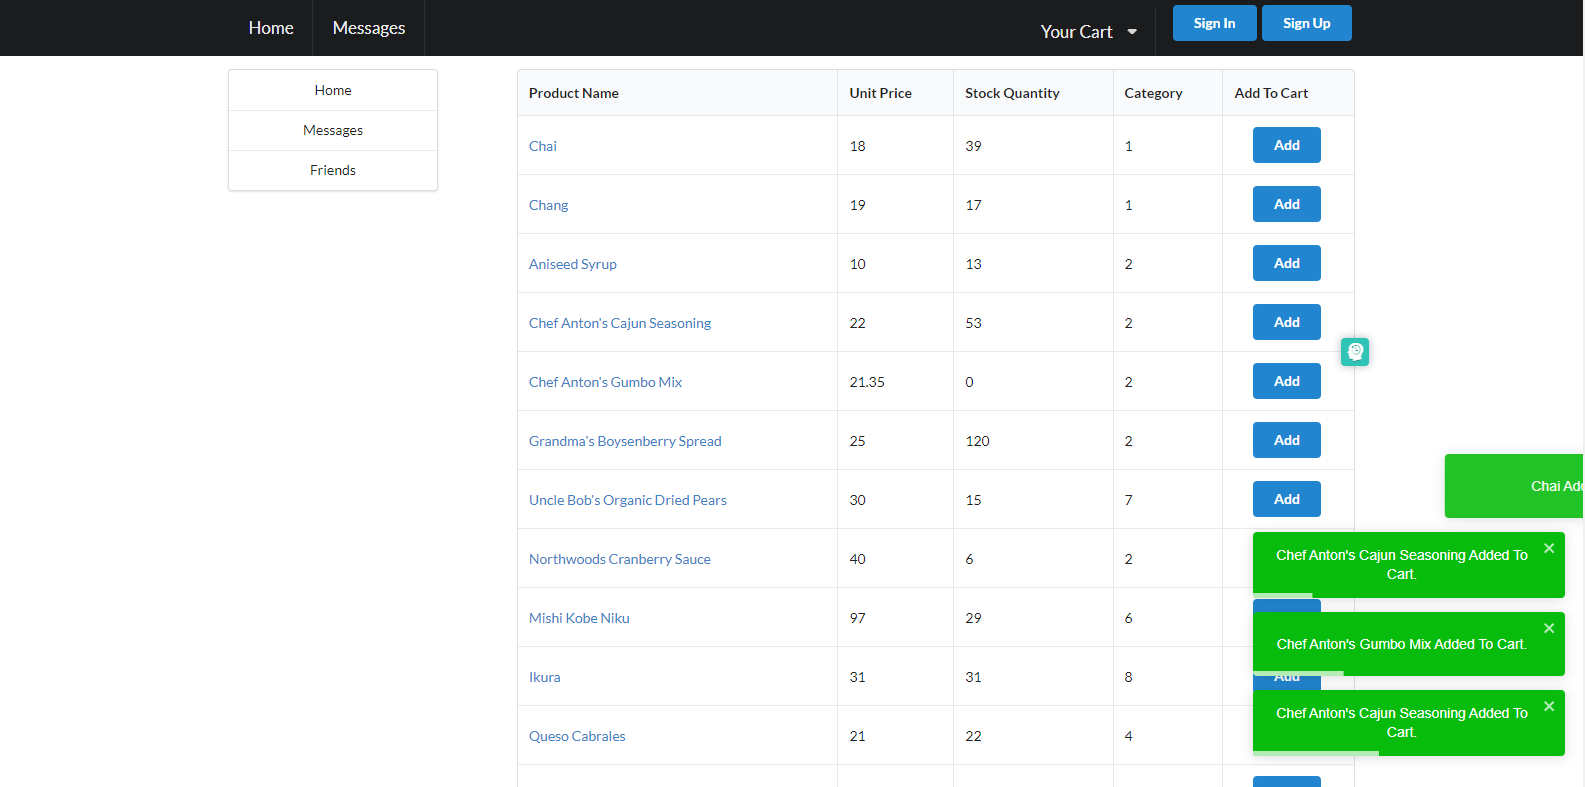 Home Messages Your Cart Sign In Sign Up
Home
Messages
Friends
Product Name Unit Price Stock Quantity Category Add To Cart
Chai 18 39 1 Add
Chang 19 17 1 Add
Aniseed Syrup 10 13 2 Add
Chef Anton's Cajun Seasoning 22 53 2 Add
Chef Anton's Gumbo Mix 21.35 0 2 Add
Grandma's Boysenberry Spread 25 120 2 Add
Uncle Bob's Organic Dried Pears 30 15 7 Add
Northwoods Cranberry Sauce 40 6 2
Mishi Kobe Niku 97 29 6
Ikura 31 31 8 Add
Queso Cabrales 21 22 4
Chai Add
Chef Anton's Cajun Seasoning Added To
Cart.
Chef Anton's Gumbo Mix Added To Cart.
Chef Anton's Cajun Seasoning Added To
Cart.